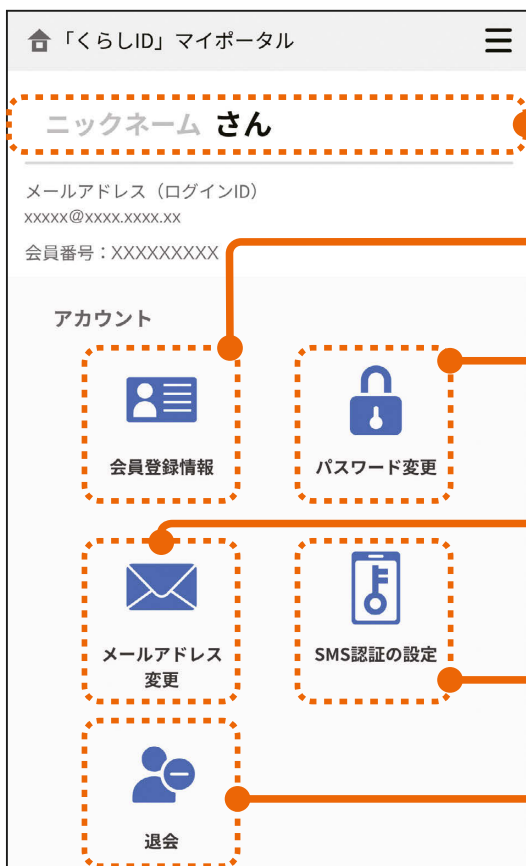 「くらしID」マイポータル
ニックネーム さん
メールアドレス（ログインID）
xxxxx@xxxx.xxxx.xx
会員番号：XXXXXXXXX
アカウント
会員登録情報
パスワード変更
メールアドレス
変更
SMS認証の設定
退会